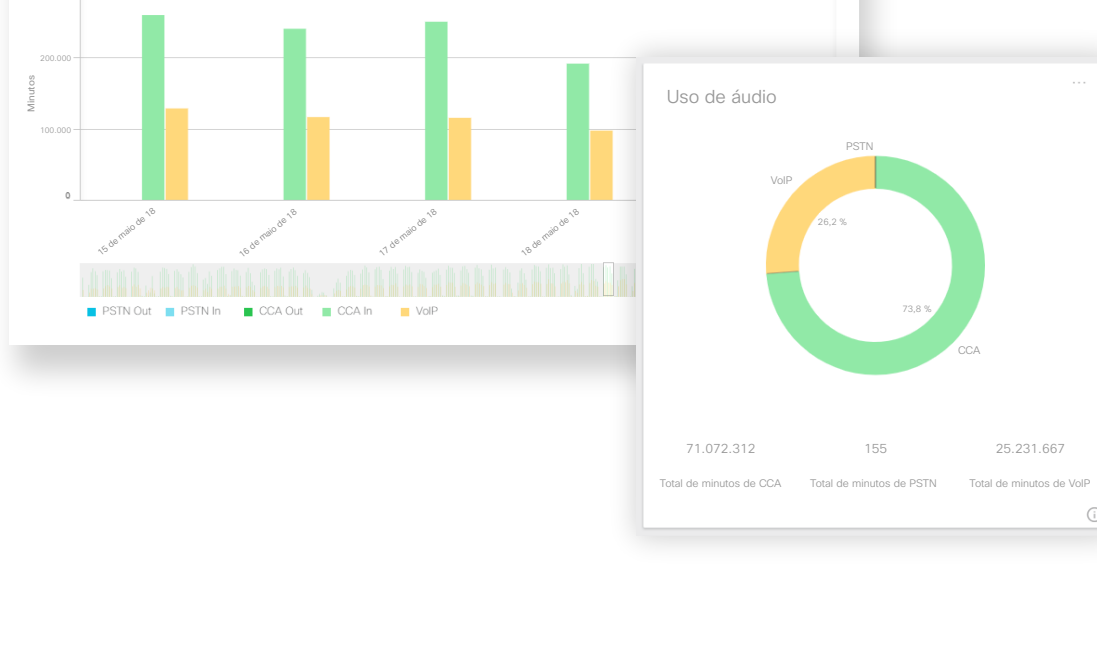 200.000
Minutos
100.000
0
15 de maio de 18
16 de maio de 18
17 de maio de 18
18 de maio de 18
PSTN Out
PSTN In
CCA Out
CCA In
VoIP
Uso de áudio
PSTN
VoIP
26,2 %
73,8 %
CCA
71.072.312
155
25.231.667
Total de minutos de CCA
Total de minutos de PSTN
Total de minutos de VoIP